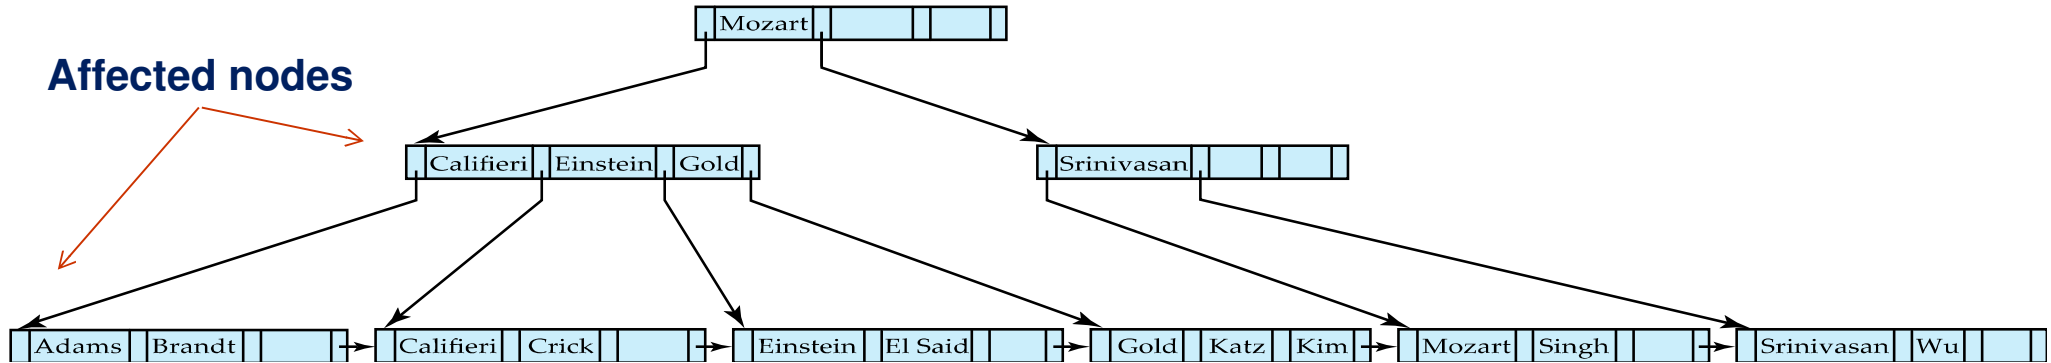 Mozart
Affected nodes
Califieri Einstein Gold Srinivasan
Adams Brandt Califieri Crick Einstein El Said Gold Katz Kim Mozart Singh Srinivasan Wu